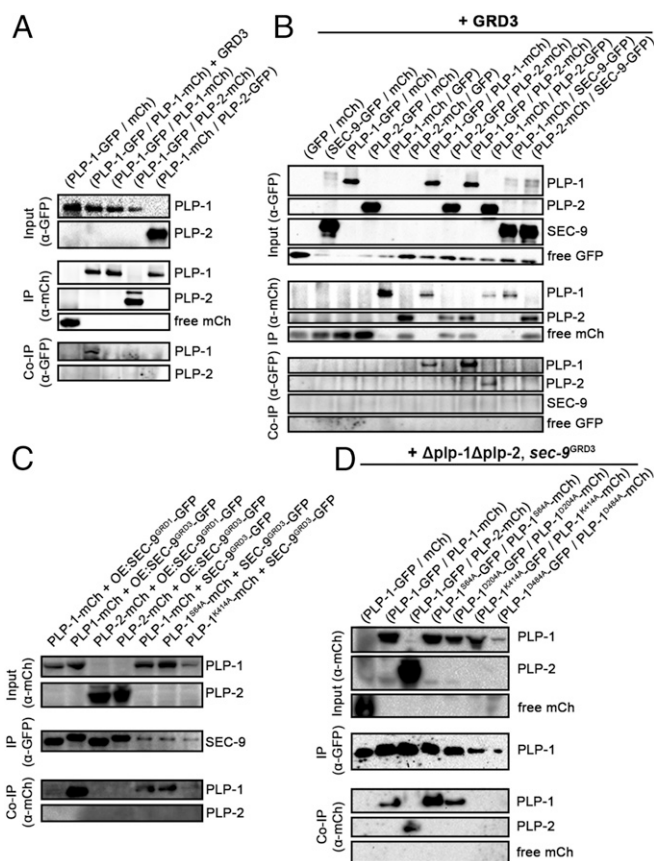 A
(PLP-1-GFP / mCh)
(PLP-1-GFP / PLP-1-mCh) + GRD3
(PLP-1-GFP / PLP-1-mCh)
(PLP-1-GFP / PLP-2-mCh)
(PLP-1-mCh / PLP-2-GFP)
Input
(α-GFP)
PLP-1
PLP-2
IP
(α-mCh)
PLP-1
PLP-2
free mCh
Co-IP
(α-GFP)
PLP-1
PLP-2
B
+ GRD3
(GFP / mCh)
(SEC-9-GFP / mCh)
(PLP-1-GFP / mCh)
(PLP-2-GFP / mCh)
(PLP-1-mCh / GFP)
(PLP-2-mCh / GFP)
(PLP-1-GFP / PLP-1-mCh)
(PLP-2-GFP / PLP-2-mCh)
(PLP-1-GFP / PLP-2-mCh)
(PLP-1-mCh / PLP-2-GFP)
(PLP-1-mCh / SEC-9-GFP)
(PLP-2-mCh / SEC-9-GFP)
Input (α-GFP)
PLP-1
PLP-2
SEC-9
free GFP
IP (α-mCh)
PLP-1
PLP-2
free mCh
Co-IP (α-GFP)
PLP-1
PLP-2
SEC-9
free GFP
C
PLP-1-mCh + OE:SEC-9GRD1-GFP
PLP1-mCh + OE:SEC-9GRD3-GFP
PLP-2-mCh + OE:SEC-9GRD1-GFP
PLP-2-mCh + OE:SEC-9GRD3-GFP
PLP-1-mCh + SEC-9GRD3-GFP
PLP-1S64A-mCh + SEC-9GRD3-GFP
PLP-1K414A-mCh + SEC-9GRD3-GFP
Input
(α-mCh)
PLP-1
PLP-2
IP
(α-GFP)
SEC-9
Co-IP
(α-mCh)
PLP-1
PLP-2
D
+ Δplp-1Δplp-2, sec-9GRD3
(PLP-1-GFP / mCh)
(PLP-1-GFP / PLP-1-mCh)
(PLP-1-GFP / PLP-2-mCh)
(PLP-1S64A-GFP / PLP-1S64A-mCh)
(PLP-1D204A-GFP / PLP-1D204A-mCh)
(PLP-1K414A-GFP / PLP-1K414A-mCh)
(PLP-1D484A-GFP / PLP-1D484A-mCh)
Input (α-mCh)
PLP-1
PLP-2
free mCh
IP
(α-GFP)
PLP-1
Co-IP
(α-mCh)
PLP-1
PLP-2
free mCh